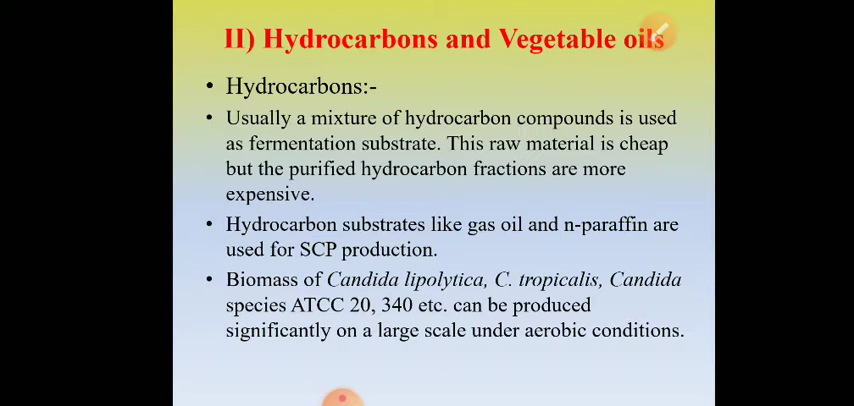 II) Hydrocarbons and Vegetable oils
• Hydrocarbons:-
• Usually a mixture of hydrocarbon compounds is used
as fermentation substrate. This raw material is cheap
but the purified hydrocarbon fractions are more
expensive.
• Hydrocarbon substrates like gas oil and n-paraffin are
used for SCP production.
• Biomass of Candida lipolytica, C. tropicalis, Candida
species ATCC 20, 340 etc. can be produced
significantly on a large scale under aerobic conditions.